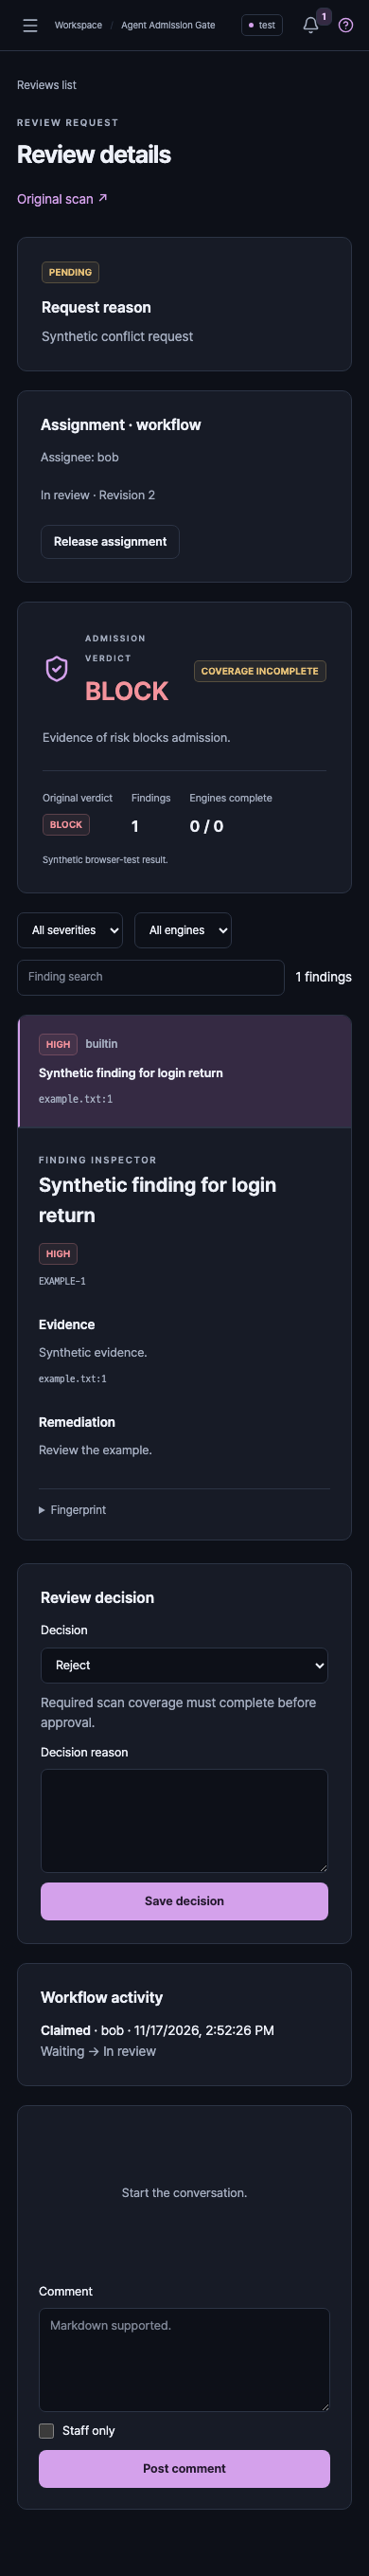 Workspace / Agent Admission Gate
test
1
Reviews list
REVIEW REQUEST
Review details
Original scan ↗
PENDING
Request reason
Synthetic conflict request
Assignment · workflow
Assignee: bob
In review · Revision 2
Release assignment
ADMISSION
VERDICT
BLOCK
COVERAGE INCOMPLETE
Evidence of risk blocks admission.
Original verdict Findings Engines complete
BLOCK 1 0 / 0
Synthetic browser-test result.
All severities All engines
Finding search 1 findings
HIGH builtin
Synthetic finding for login return
example.txt:1
FINDING INSPECTOR
Synthetic finding for login
return
HIGH
EXAMPLE-1
Evidence
Synthetic evidence.
example.txt:1
Remediation
Review the example.
Fingerprint
Review decision
Decision
Reject
Required scan coverage must complete before
approval.
Decision reason
Save decision
Workflow activity
Claimed · bob · 11/17/2026, 2:52:26 PM
Waiting → In review
Start the conversation.
Comment
Markdown supported.
Staff only
Post comment